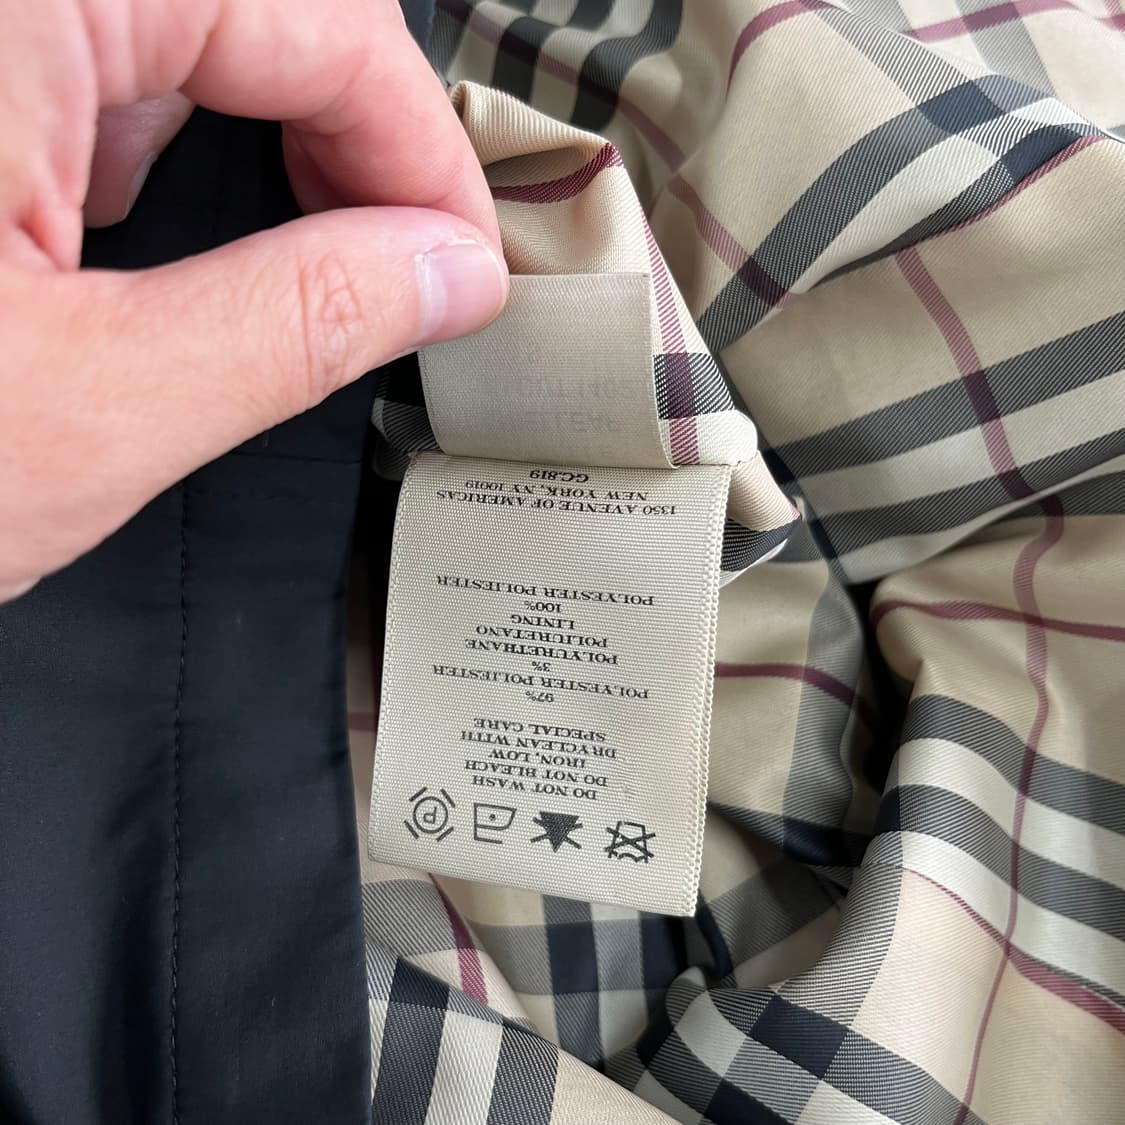 P
DO NOT WASH
DO NOT BLEACH
IRON, LOW
DRYCLEAN WITH
SPECIAL CARE
97%
POLYESTER POLIESTER
3%
POLYURETHANE
POLIURETANO
LINING
100%
POLYESTER POLIESTER
1350 AVENUE OF AMERICAS
NEW YORK, NY 10019
GC.819